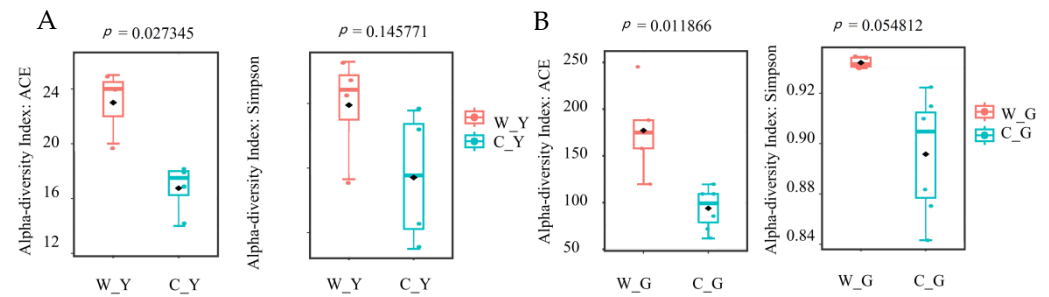 A
p = 0.027345
Alpha-diversity Index: ACE
24
20
16
12
W_Y
C_Y
p = 0.145771
Alpha-diversity Index: Simpson
W_Y
C_Y
W_Y
C_Y
B
p = 0.011866
Alpha-diversity Index: ACE
250
200
150
100
50
W_G
C_G
p = 0.054812
Alpha-diversity Index: Simpson
0.92
0.90
0.88
0.84
W_G
C_G
W_G
C_G